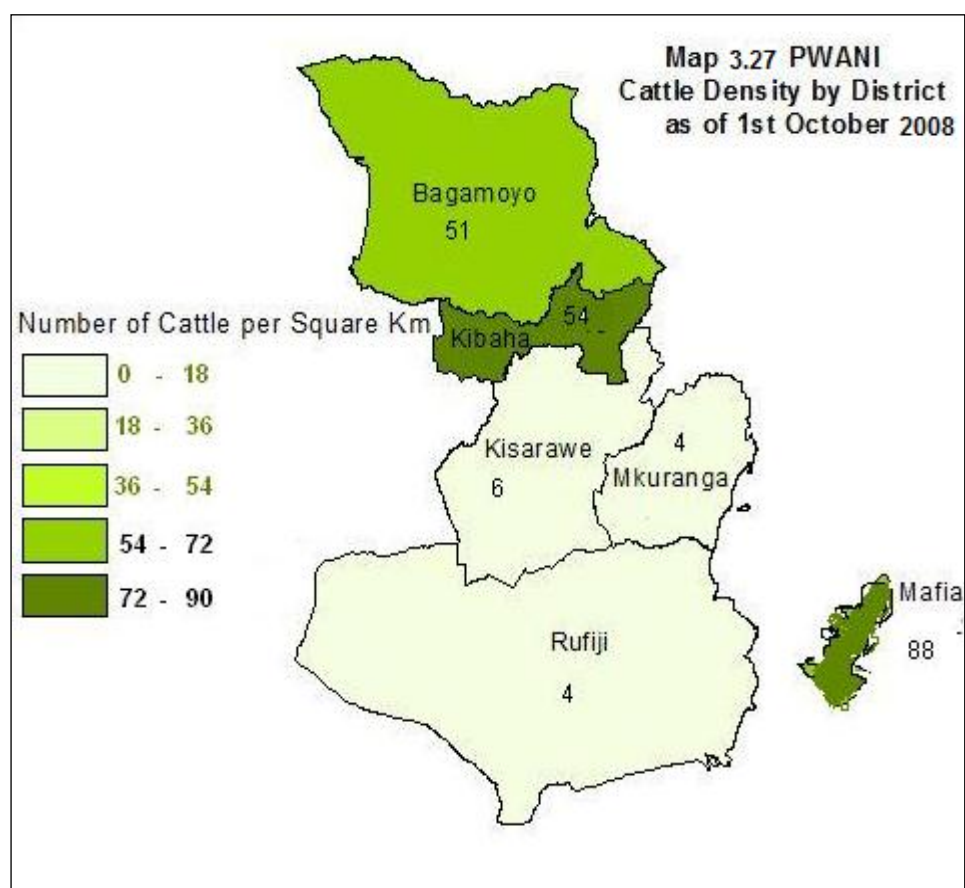 Map 3.27 PWANI
Cattle Density by District
as of 1st October 2008
Bagamoyo
51
54
Number of Cattle per Square Km
Kibaha
0 - 18
18 - 36
36 - 54
54 - 72
72 - 90
Kisarawe
6
4
Mkuranga
Mafia
88
Rufiji
4